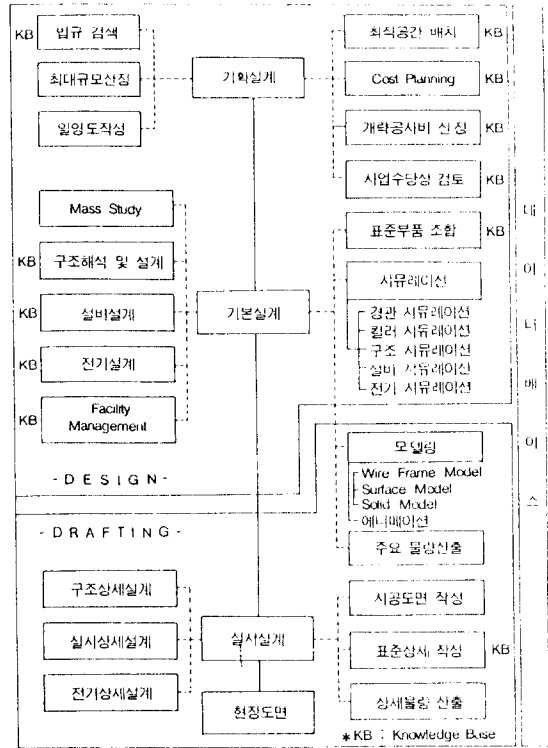 KB 법규 검색
최대규모산정
일영도작성
기획설계
최적공간 배치 KB
Cost Planning KB
개략공사비 산정 KB
사업수당성 검토 KB
Mass Study
KB 구조해석 및 설계
KB 설비설계
KB 전기설계
KB Facility
Management
기본설계
표준부품 조합 KB
시뮤레이션
경관 시뮤레이션
컬러 시뮤레이션
구조 시뮤레이션
설비 시뮤레이션
전기 시뮤레이션
모델링
Wire Frame Model
Surface Model
Solid Model
에니메이션
주요 물량산출
- D E S I G N -
- D R A F T I N G -
구조상세설계
실시상세설계
전기상세설계
실시설계
현장도면
시공도면 작성
표준상세 작성 KB
상세물량 산출
데
이
터
베
이
스
* KB : Knowledge Base